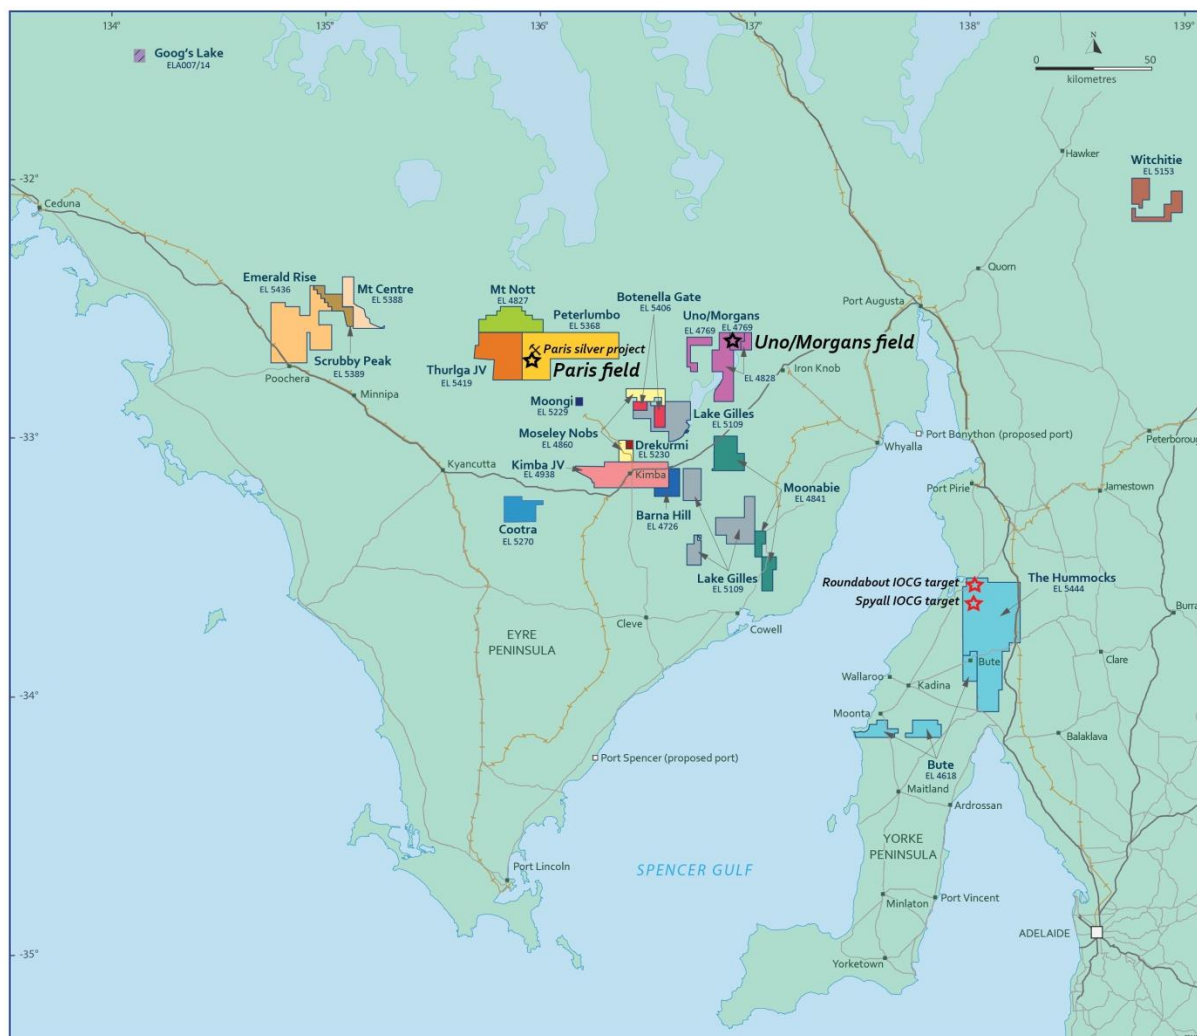 134°
135°
136°
137°
138°
139°
Goog's Lake
ELA007/14
N
0
50
kilometres
Hawker
Witchitie
EL 5153
-32°
Ceduna
Quorn
Emerald Rise
EL 5436
Mt Centre
EL 5388
Mt Nott
EL 4827
Botenella Gate
EL 5406
Peterlumbo
EL 5368
Uno/Morgans
EL 4769
EL 4769
Port Augusta
Uno/Morgans field
Paris silver project
Paris field
Scrubby Peak
EL 5389
Thurlga JV
EL 5419
EL 4828
Iron Knob
Poochera
Minnipa
Moongi
EL 5229
Lake Gilles
EL 5109
-33°
Moseley Nobs
EL 4860
Drekurmi
EL 5230
Port Bonython (proposed port)
Whyalla
Peterboroug
Kyancutta
Kimba JV
EL 4938
Kimba
Moonabie
EL 4841
Port Pirie
Jamestown
Cootra
EL 5270
Barna Hill
EL 4726
Lake Gilles
EL 5109
Roundabout IOCG target
The Hummocks
EL 5444
Spyall IOCG target
Burra
Cleve
Cowell
EYRE
PENINSULA
Bute
Clare
Wallaroo
Kadina
-34°
Moonta
Balaklava
Port Spencer (proposed port)
Bute
EL 4618
Maitland
Ardrossan
YORKE
PENINSULA
Port Lincoln
SPENCER GULF
Minlaton
Port Vincent
ADELAIDE
-35°
Yorketown